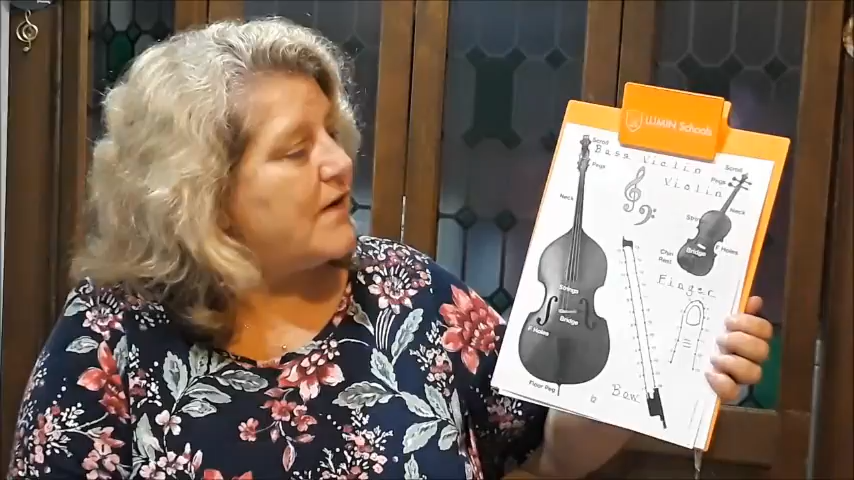 LUMIN Schools
Bass Violin
Scroll
Pegs
Neck
Strings
F Holes
Bridge
Floor Peg
Violin
Scroll
Pegs
Neck
Strings
F Holes
Bridge
Chin
Rest
Finger
Bow